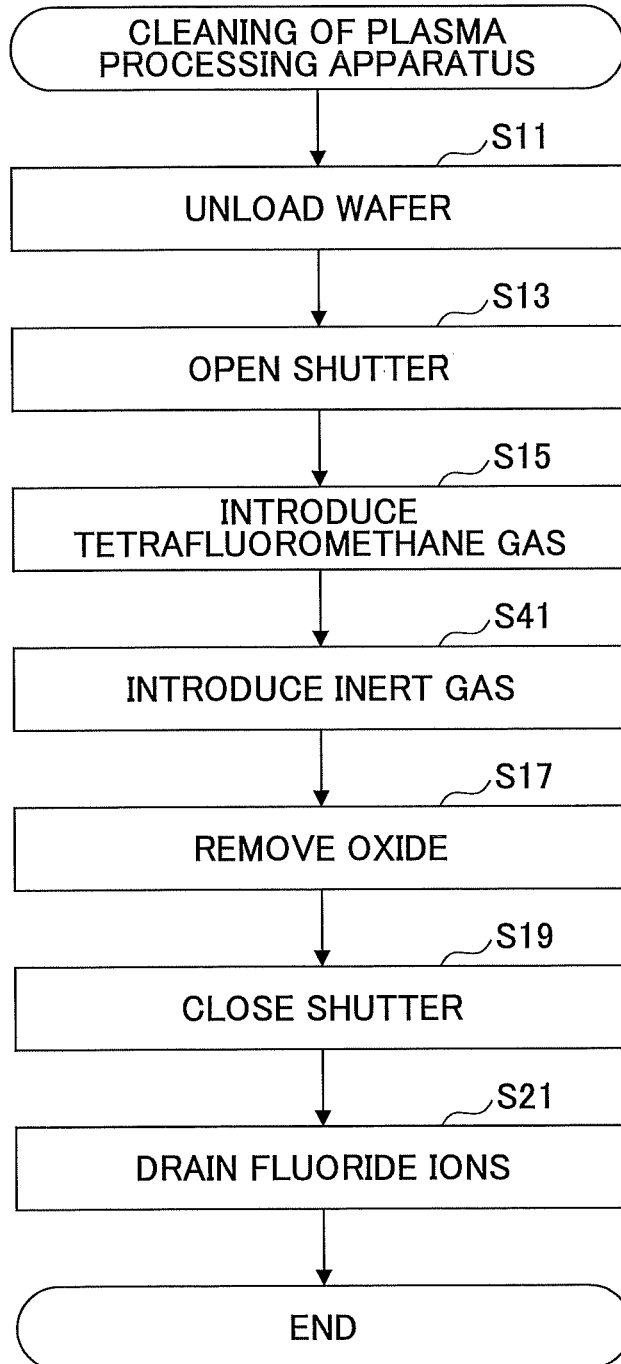 CLEANING OF PLASMA
PROCESSING APPARATUS
S11
UNLOAD WAFER
S13
OPEN SHUTTER
S15
INTRODUCE
TETRAFLUOROMETHANE GAS
S41
INTRODUCE INERT GAS
S17
REMOVE OXIDE
S19
CLOSE SHUTTER
S21
DRAIN FLUORIDE IONS
END